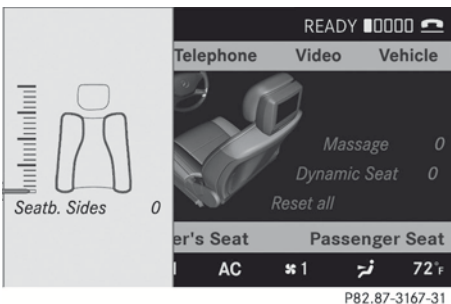 READY
Telephone Video Vehicle
Massage 0
Dynamic Seat 0
Reset all
Seatb. Sides 0
er's Seat Passenger Seat
AC 1 72°F
P82.87-3167-31